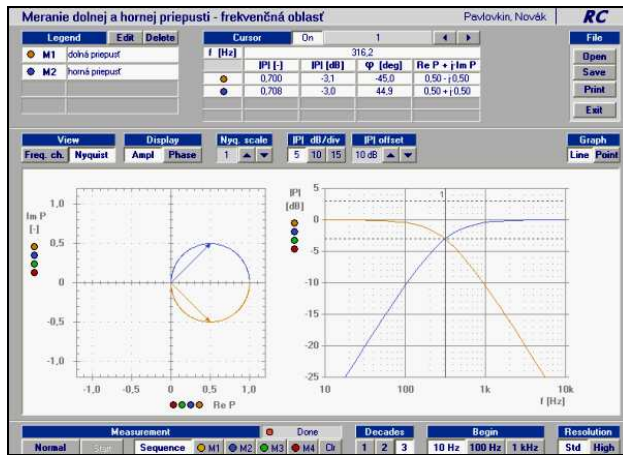 Meranie dolnej a hornej priepusti - frekvenčná oblasť Pavlovkin, Novák RC
Legend Edit Delete
M1 dolná priepusť
M2 horná priepusť
Cursor On 1
f [Hz] 316,2
|P| [-] |P| [dB] φ [deg] Re P + j·Im P
0,700 -3,1 -45,0 0,50 - j 0,50
0,708 -3,0 44,9 0,50 + j 0,50
File
Open
Save
Print
Exit
View Display Nyq. scale |P| dB/div |P| offset Graph
Freq. ch. Nyquist Ampl Phase 1 5 10 15 10 dB Line Point
Im P
[-]
1,0
0,5
0
-0,5
-1,0
-1,0 -0,5 0 0,5 1,0
Re P
|P|
[dB]
1
5
0
-5
-10
-15
-20
-25
10 100 1k 10k
f [Hz]
Measurement Done Decades Begin Resolution
Normal Start Sequence M1 M2 M3 M4 Clr 1 2 3 10 Hz 100 Hz 1 kHz Std High